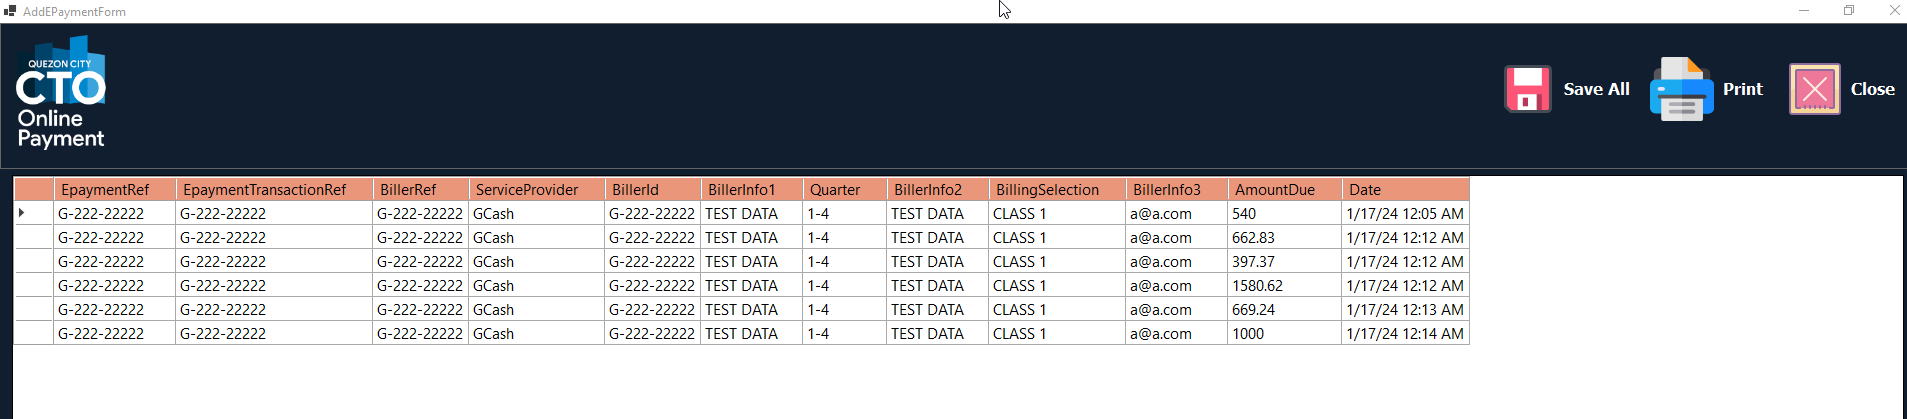 AddEPaymentForm
QUEZON CITY
CTO
Online
Payment
Save All Print Close
EpaymentRef EpaymentTransactionRef BillerRef ServiceProvider BillerId BillerInfo1 Quarter BillerInfo2 BillingSelection BillerInfo3 AmountDue Date
G-222-22222 G-222-22222 G-222-22222 GCash G-222-22222 TEST DATA 1-4 TEST DATA CLASS 1 a@a.com 540 1/17/24 12:05 AM
G-222-22222 G-222-22222 G-222-22222 GCash G-222-22222 TEST DATA 1-4 TEST DATA CLASS 1 a@a.com 662.83 1/17/24 12:12 AM
G-222-22222 G-222-22222 G-222-22222 GCash G-222-22222 TEST DATA 1-4 TEST DATA CLASS 1 a@a.com 397.37 1/17/24 12:12 AM
G-222-22222 G-222-22222 G-222-22222 GCash G-222-22222 TEST DATA 1-4 TEST DATA CLASS 1 a@a.com 1580.62 1/17/24 12:12 AM
G-222-22222 G-222-22222 G-222-22222 GCash G-222-22222 TEST DATA 1-4 TEST DATA CLASS 1 a@a.com 669.24 1/17/24 12:13 AM
G-222-22222 G-222-22222 G-222-22222 GCash G-222-22222 TEST DATA 1-4 TEST DATA CLASS 1 a@a.com 1000 1/17/24 12:14 AM